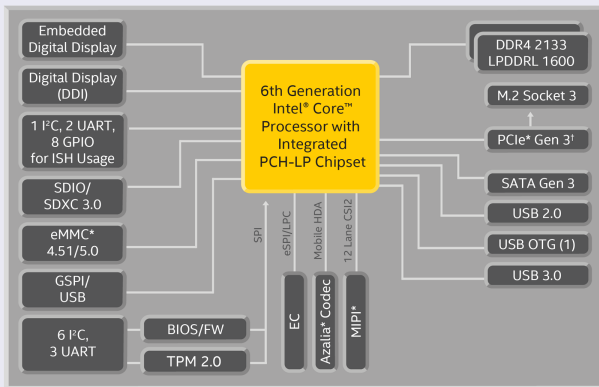 Embedded
Digital Display
Digital Display
(DDI)
1 I²C, 2 UART,
8 GPIO
for ISH Usage
SDIO/
SDXC 3.0
eMMC*
4.51/5.0
GSPI/
USB
6 I²C,
3 UART
BIOS/FW
TPM 2.0
6th Generation
Intel® Core™
Processor with
Integrated
PCH-LP Chipset
SPI
eSPI/LPC
Mobile HDA
12 Lane CSI2
EC
Azalia* Codec
MIPI*
DDR4 2133
LPDDRL 1600
M.2 Socket 3
PCIe* Gen 3†
SATA Gen 3
USB 2.0
USB OTG (1)
USB 3.0